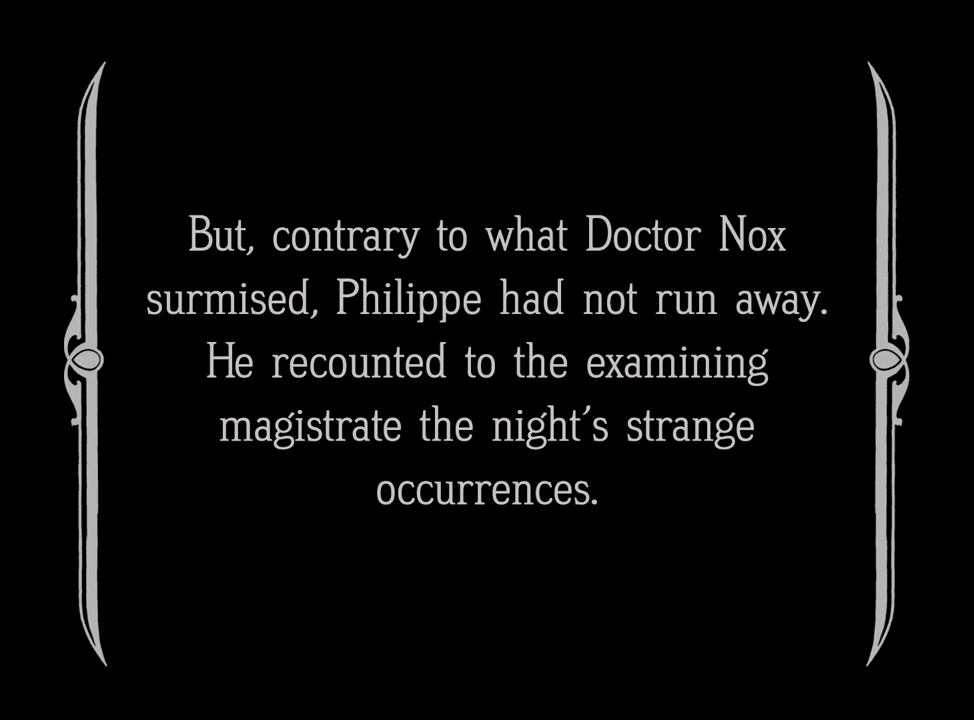 But, contrary to what Doctor Nox
surmised, Philippe had not run away.
He recounted to the examining
magistrate the night’s strange
occurrences.